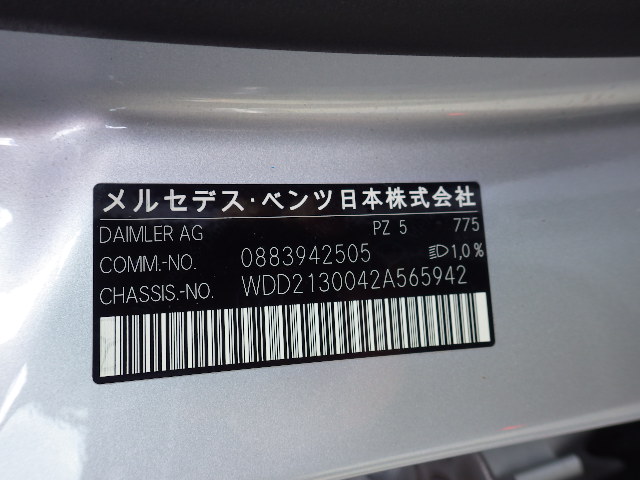 メルセデス・ベンツ日本株式会社
DAIMLER AG PZ 5 775
COMM.-NO. 0883942505 1,0%
CHASSIS.-NO. WDD2130042A565942